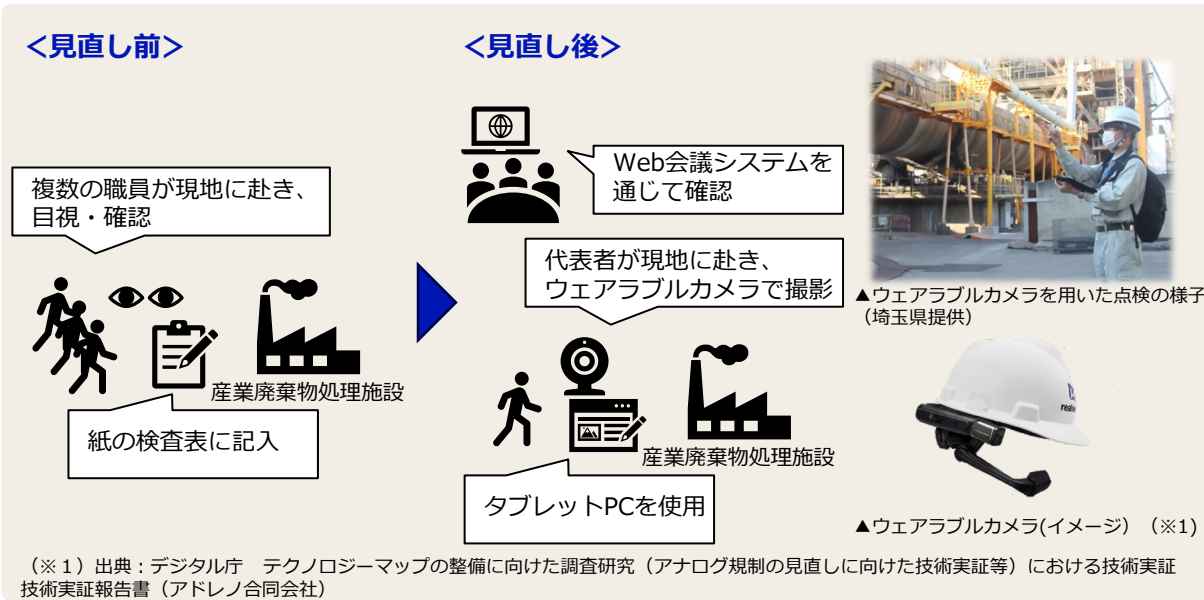 ＜見直し前＞
複数の職員が現地に赴き、
目視・確認
産業廃棄物処理施設
紙の検査表に記入
＜見直し後＞
Web会議システムを
通じて確認
代表者が現地に赴き、
ウェアラブルカメラで撮影
産業廃棄物処理施設
タブレットPCを使用
▲ウェアラブルカメラを用いた点検の様子
（埼玉県提供）
▲ウェアラブルカメラ(イメージ）（※1)
（※１）出典：デジタル庁　テクノロジーマップの整備に向けた調査研究（アナログ規制の見直しに向けた技術実証等）における技術実証
技術実証報告書（アドレノ合同会社）